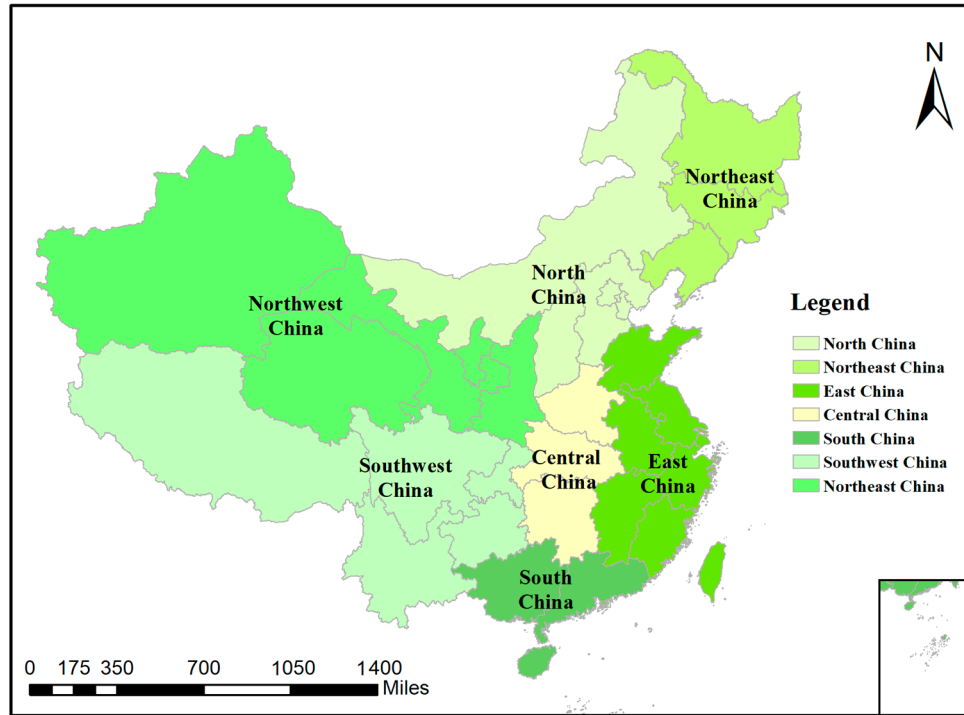 N
Northeast
China
North
China
Northwest
China
Legend
North China
Northeast China
East China
Central China
South China
Southwest China
Northeast China
Southwest
China
Central
China
East
China
South
China
0 175 350 700 1050 1400
Miles